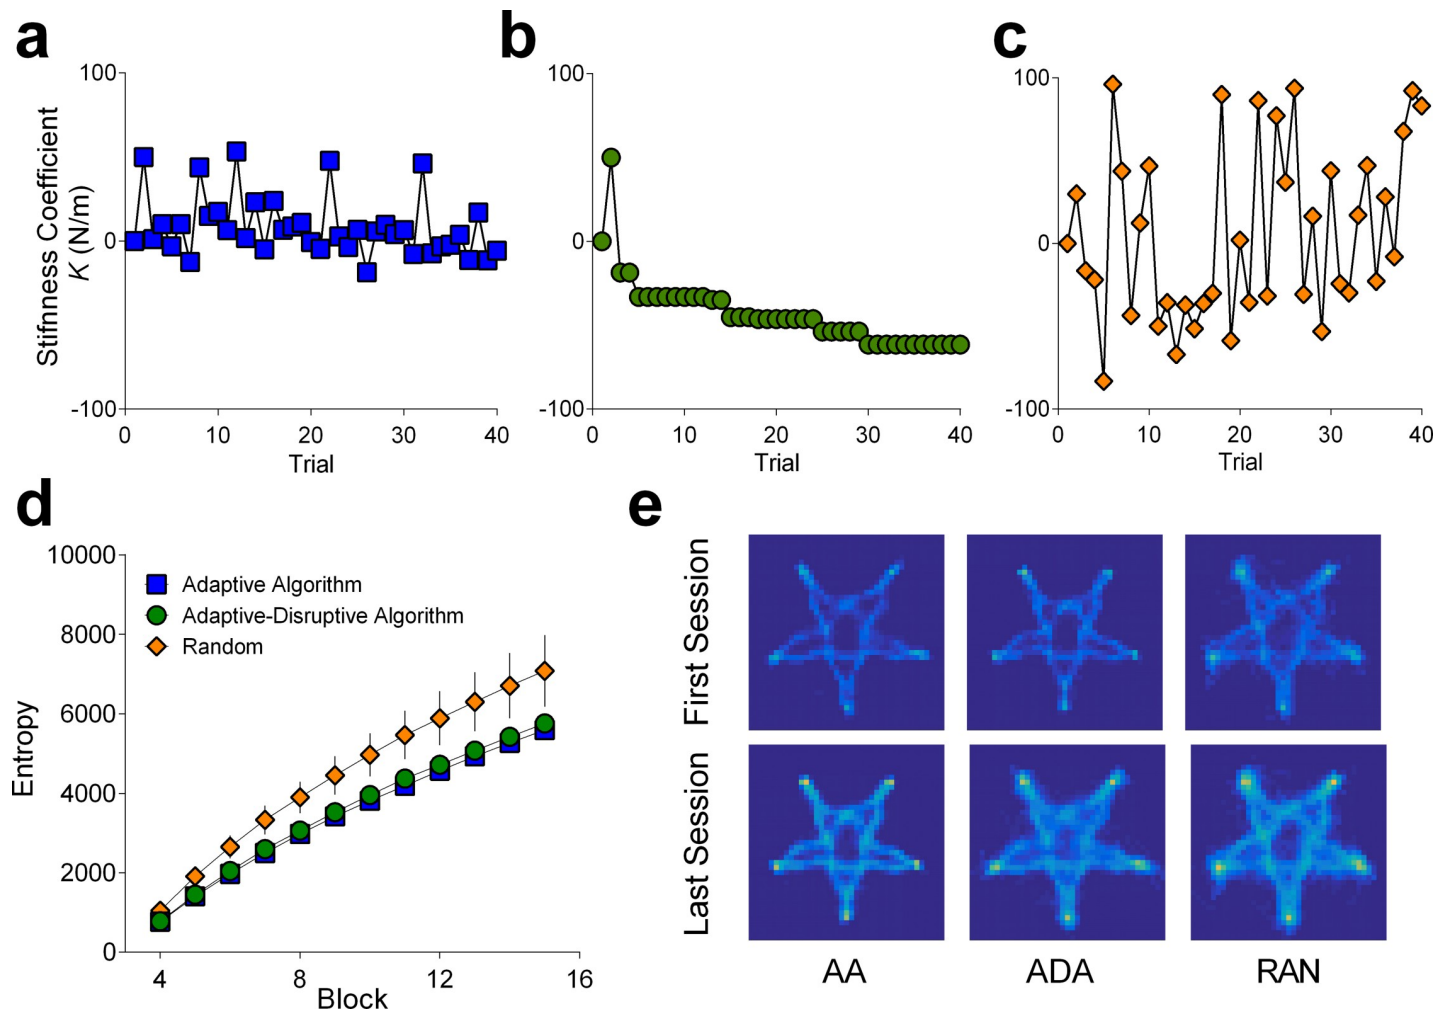 a
b
c
100
0
-100
Stifnness Coefficient
K (N/m)
0
10
20
30
40
Trial
100
0
-100
0
10
20
30
40
Trial
100
0
-100
0
10
20
30
40
Trial
d
e
10000
8000
6000
4000
2000
0
Entropy
Adaptive Algorithm
Adaptive-Disruptive Algorithm
Random
4
8
12
16
Block
First Session
Last Session
AA
ADA
RAN